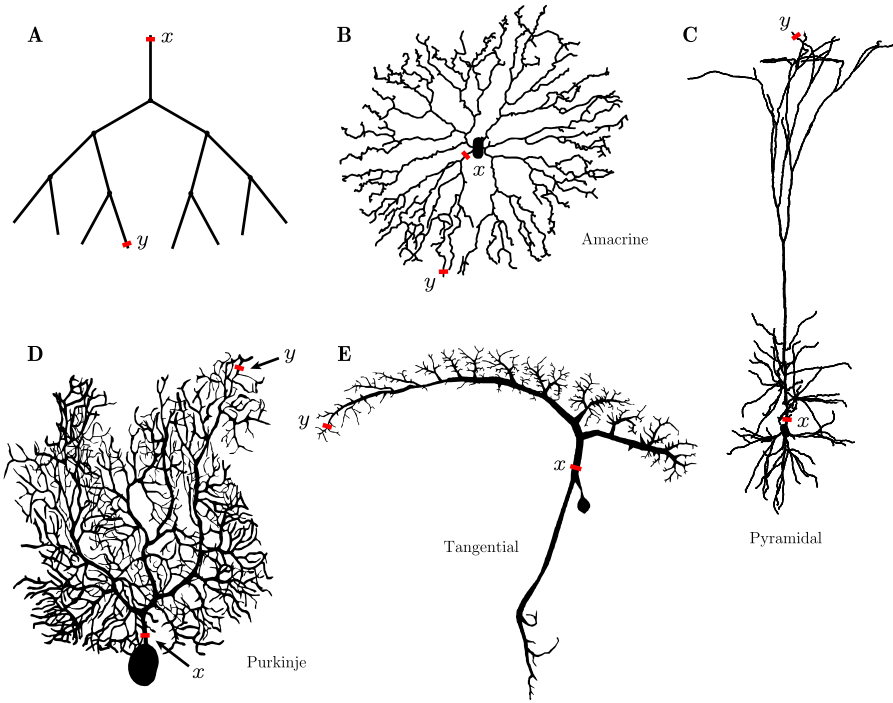 A
x
y
B
x
y
Amacrine
C
y
x
Pyramidal
D
y
x
Purkinje
E
y
x
Tangential